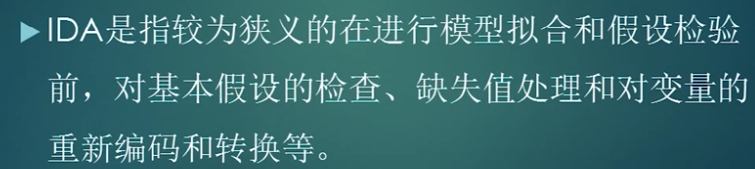 IDA是指较为狭义的在进行模型拟合和假设检验
前，对基本假设的检查、缺失值处理和对变量的
重新编码和转换等。